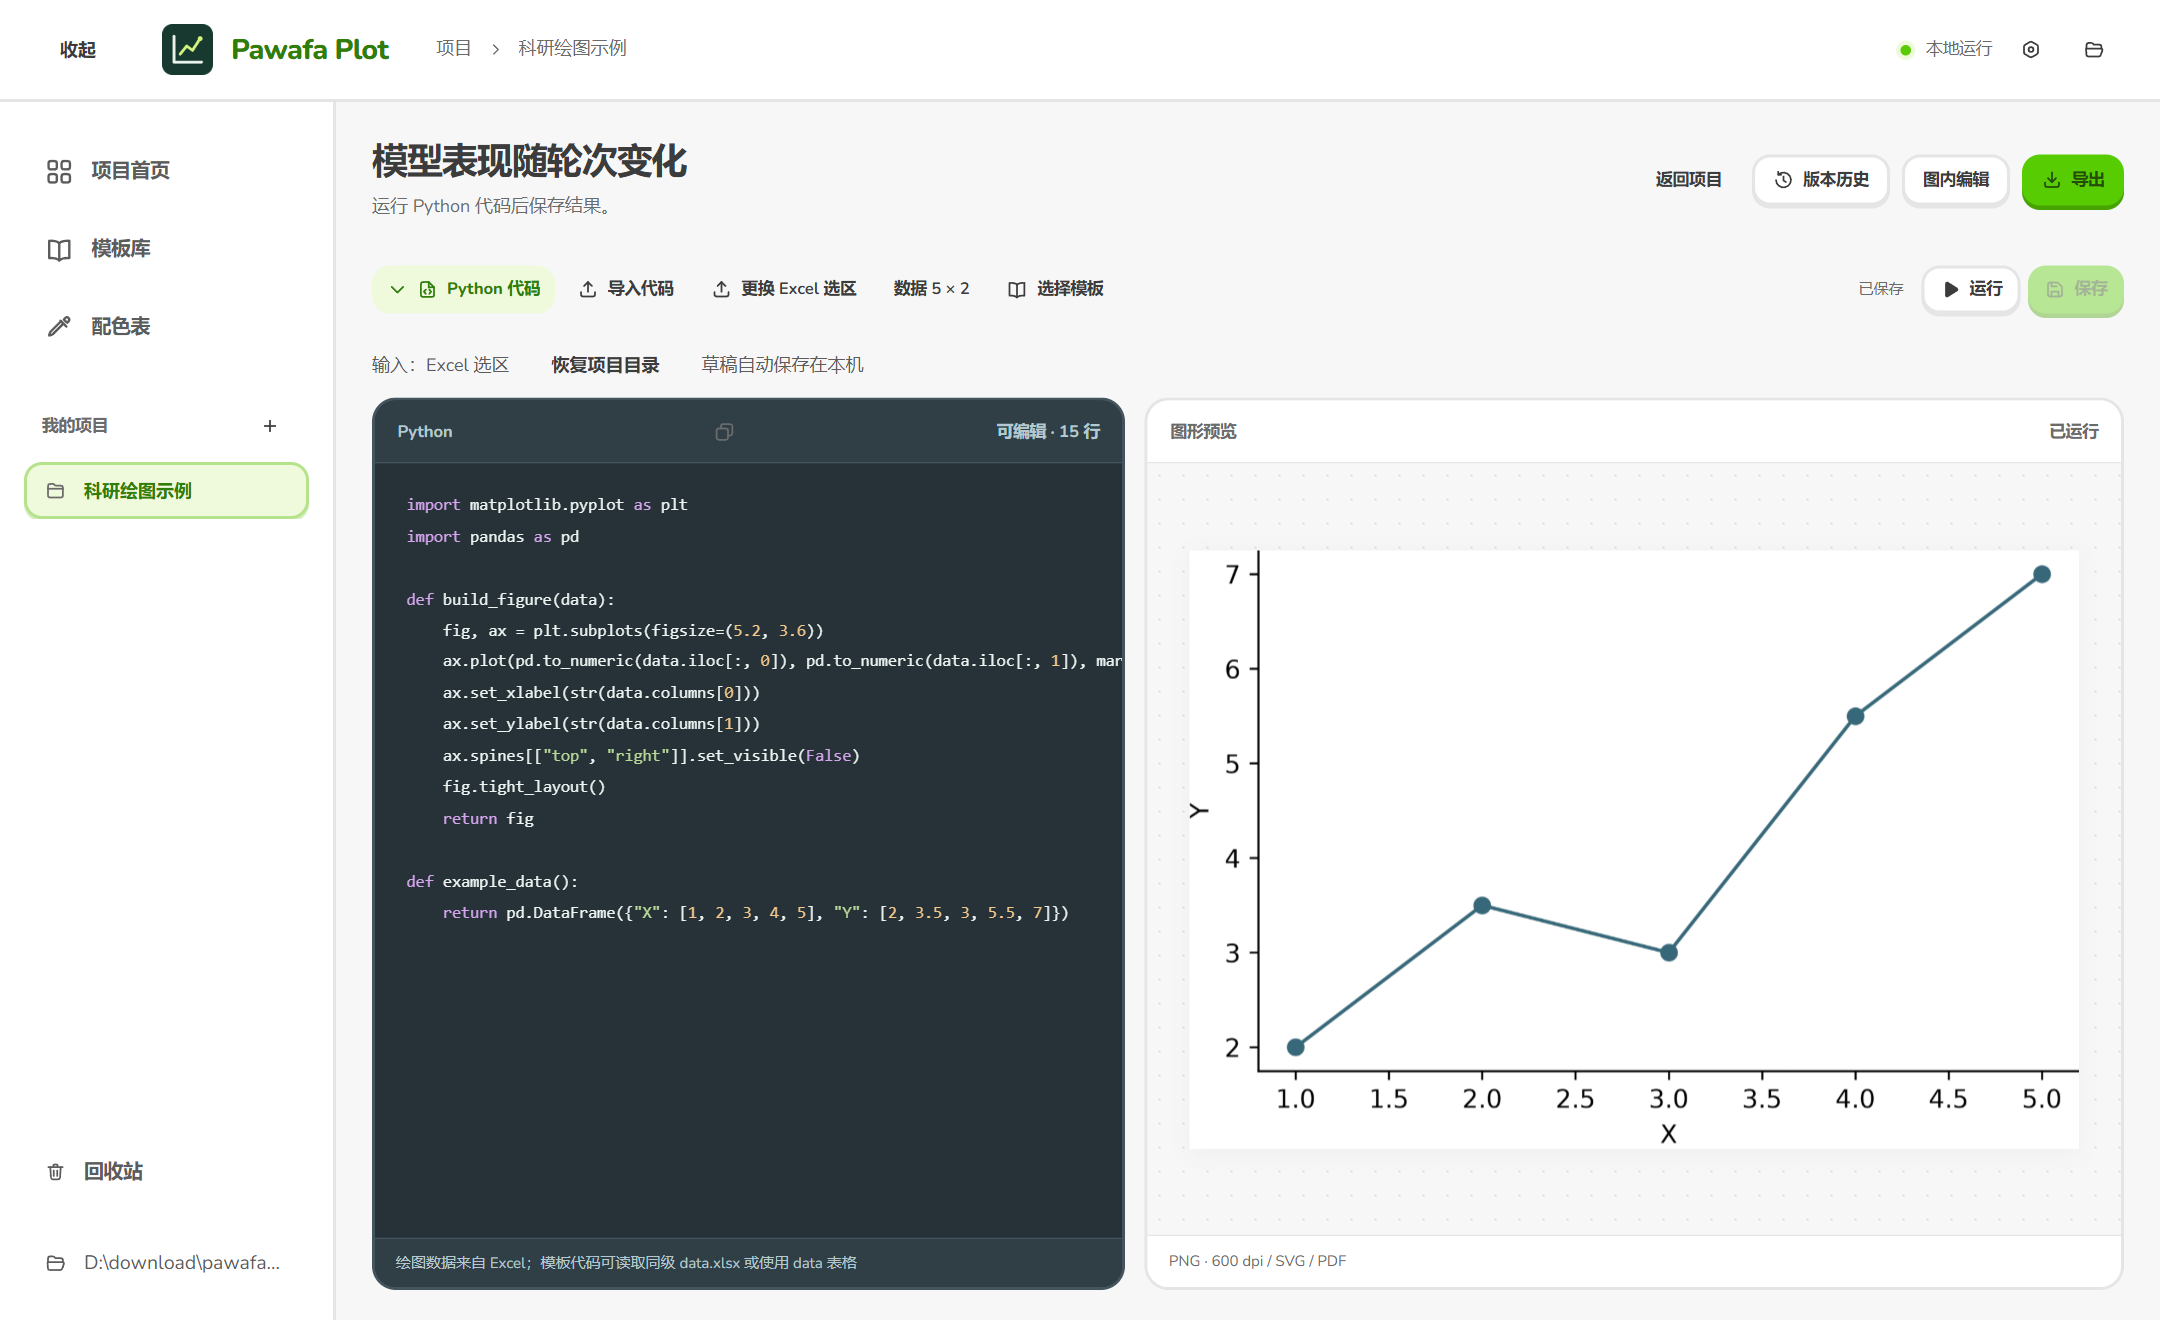 收起
Pawafa Plot
项目 > 科研绘图示例
本地运行
项目首页
模板库
配色表
我的项目 +
科研绘图示例
回收站
D:\download\pawafa...
模型表现随轮次变化
运行 Python 代码后保存结果。
返回项目 版本历史 图内编辑 导出
Python 代码 导入代码 更换 Excel 选区 数据 5 × 2 选择模板
已保存 运行 保存
输入：Excel 选区 恢复项目目录 草稿自动保存在本机
Python 可编辑 · 15 行
import matplotlib.pyplot as plt
import pandas as pd
def build_figure(data):
    fig, ax = plt.subplots(figsize=(5.2, 3.6))
    ax.plot(pd.to_numeric(data.iloc[:, 0]), pd.to_numeric(data.iloc[:, 1]), mar
    ax.set_xlabel(str(data.columns[0]))
    ax.set_ylabel(str(data.columns[1]))
    ax.spines[["top", "right"]].set_visible(False)
    fig.tight_layout()
    return fig
def example_data():
    return pd.DataFrame({"X": [1, 2, 3, 4, 5], "Y": [2, 3.5, 3, 5.5, 7]})
绘图数据来自 Excel；模板代码可读取同级 data.xlsx 或使用 data 表格
图形预览 已运行
7
6
5
Y
4
3
2
1.0 1.5 2.0 2.5 3.0 3.5 4.0 4.5 5.0
X
PNG · 600 dpi / SVG / PDF